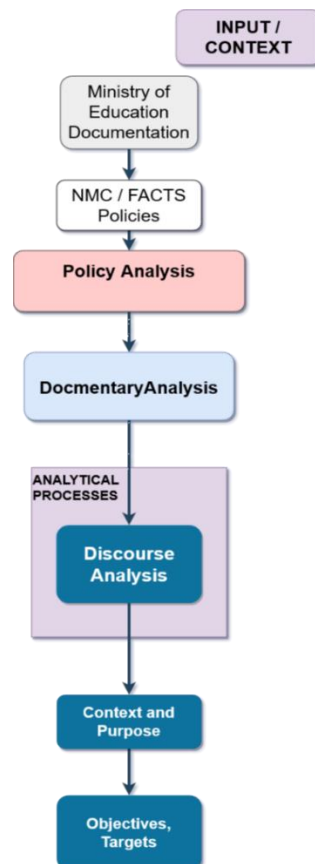 INPUT /
CONTEXT
Ministry of
Education
Documentation
NMC / FACTS
Policies
Policy Analysis
DocmentaryAnalysis
ANALYTICAL
PROCESSES
Discourse
Analysis
Context and
Purpose
Objectives,
Targets